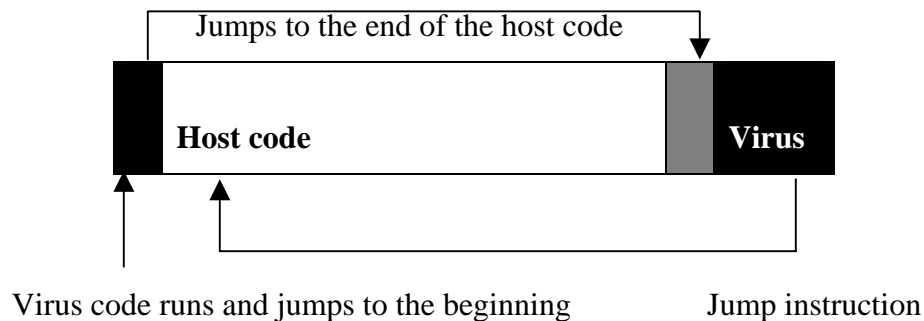 Jumps to the end of the host code
Host code
Virus
Virus code runs and jumps to the beginning
Jump instruction